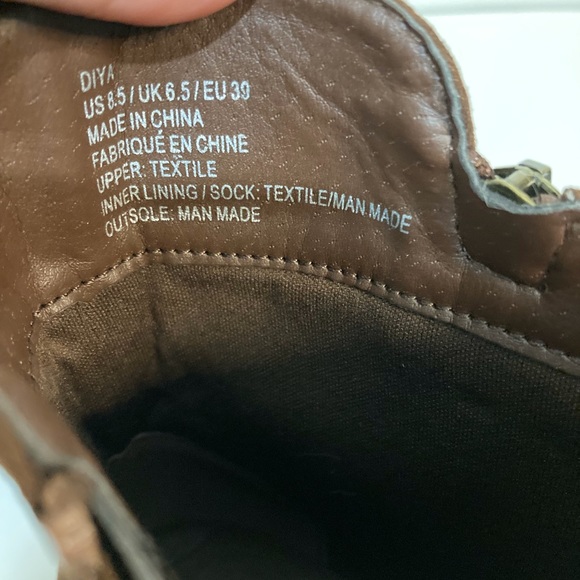 DIYA
US 8.5 / UK 6.5 / EU 39
MADE IN CHINA
FABRIQUÉ EN CHINE
UPPER: TEXTILE
INNER LINING / SOCK: TEXTILE/MAN MADE
OUTSOLE: MAN MADE